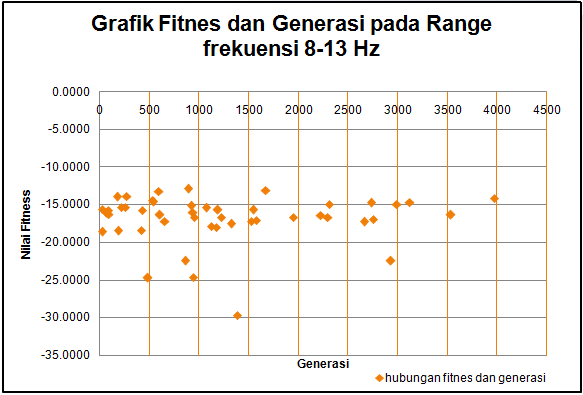 Grafik Fitnes dan Generasi pada Range
frekuensi 8-13 Hz
0.0000
0 500 1000 1500 2000 2500 3000 3500 4000 4500
-5.0000
-10.0000
-15.0000
-20.0000
-25.0000
-30.0000
-35.0000
Nilai Fitness
Generasi
hubungan fitnes dan generasi